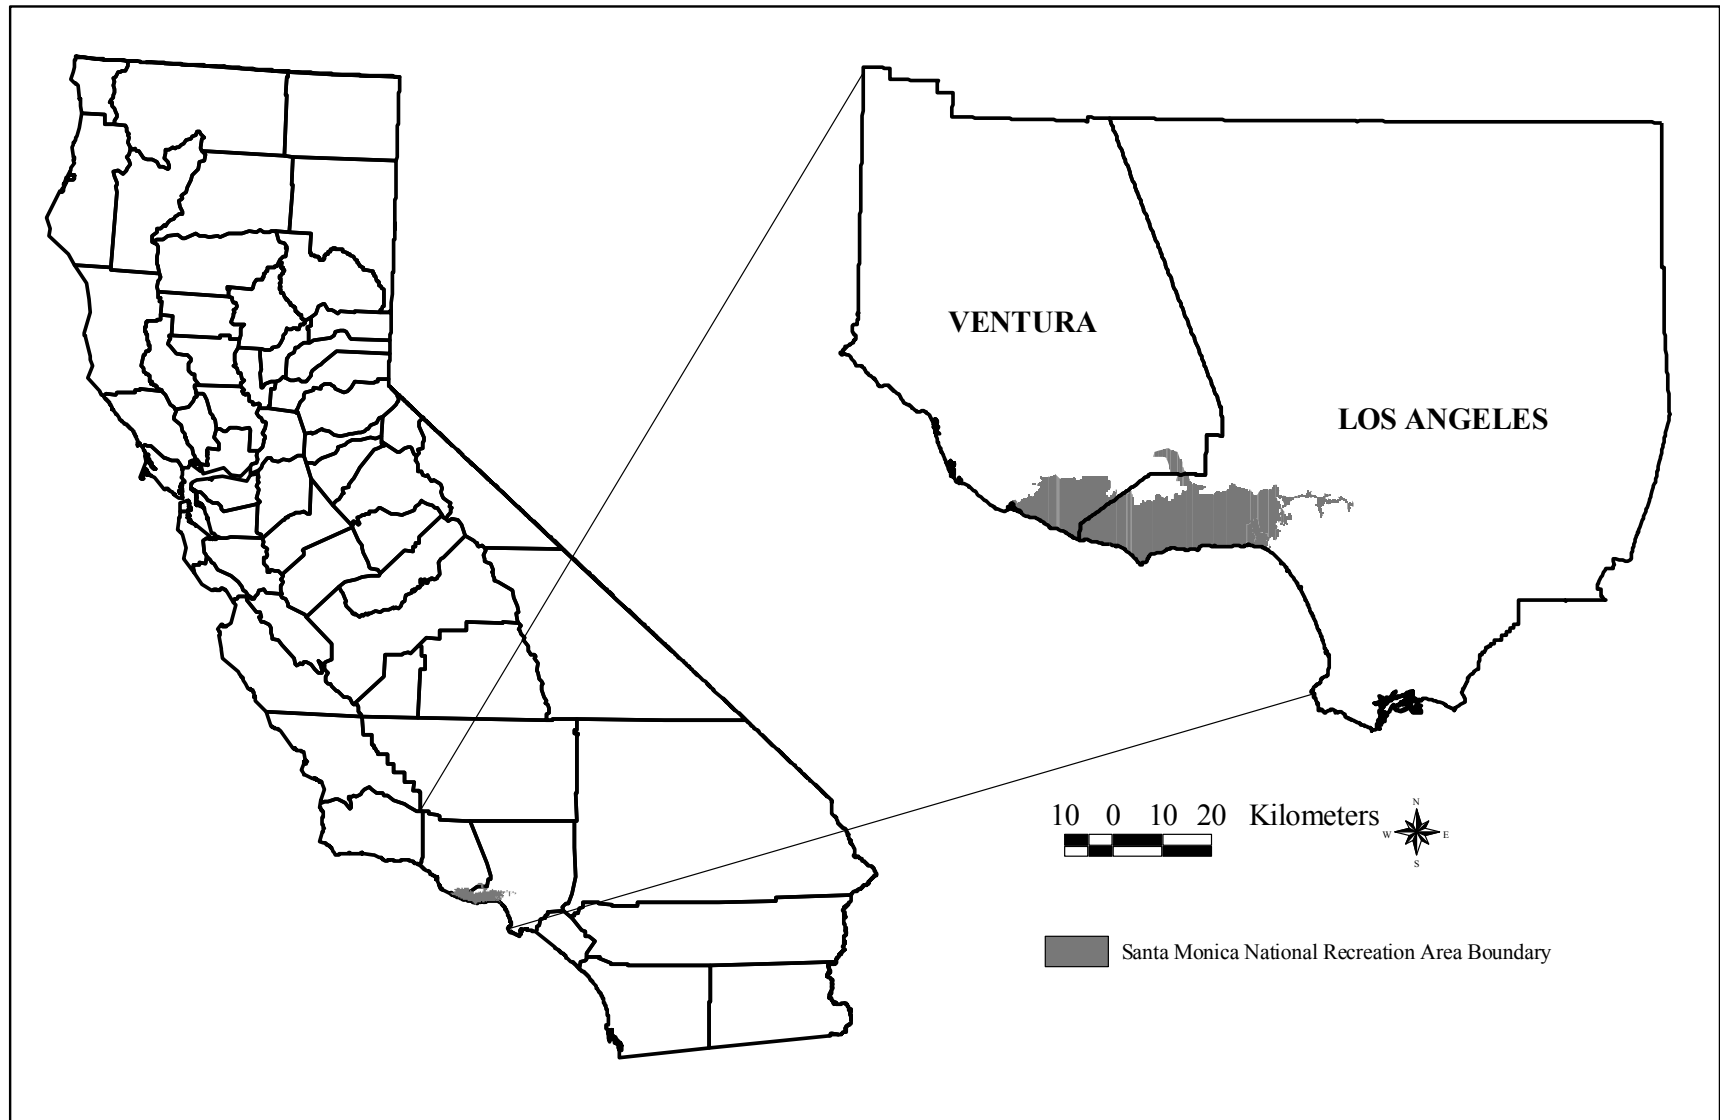 VENTURA
LOS ANGELES
10 0 10 20 Kilometers
N
W E
S
Santa Monica National Recreation Area Boundary